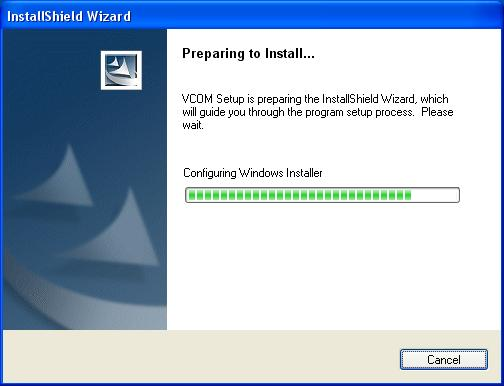 InstallShield Wizard
Preparing to Install...
VCOM Setup is preparing the InstallShield Wizard, which
will guide you through the program setup process. Please
wait.
Configuring Windows Installer
Cancel